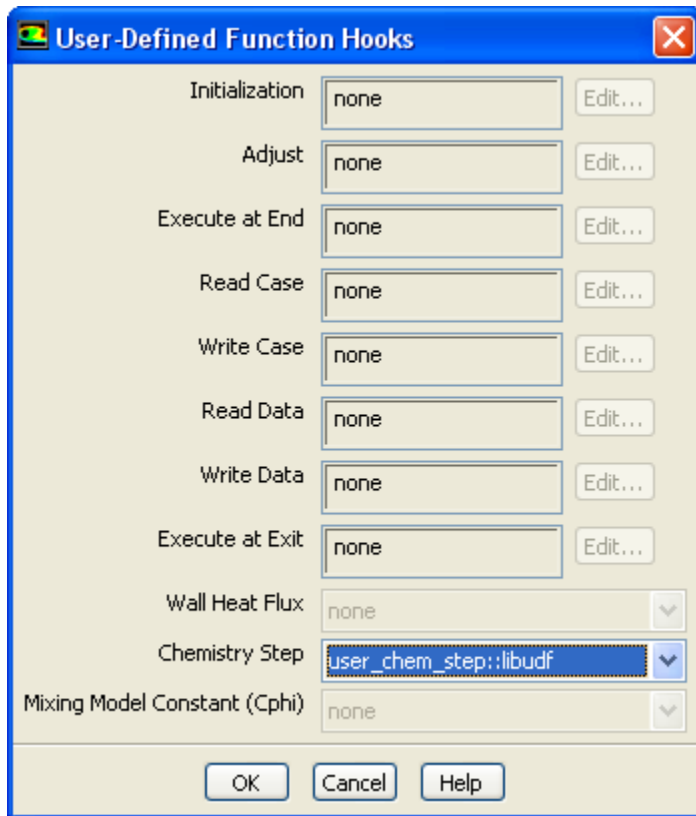 User-Defined Function Hooks
Initialization none Edit...
Adjust none Edit...
Execute at End none Edit...
Read Case none Edit...
Write Case none Edit...
Read Data none Edit...
Write Data none Edit...
Execute at Exit none Edit...
Wall Heat Flux none
Chemistry Step user_chem_step::libudf
Mixing Model Constant (Cphi) none
OK Cancel Help